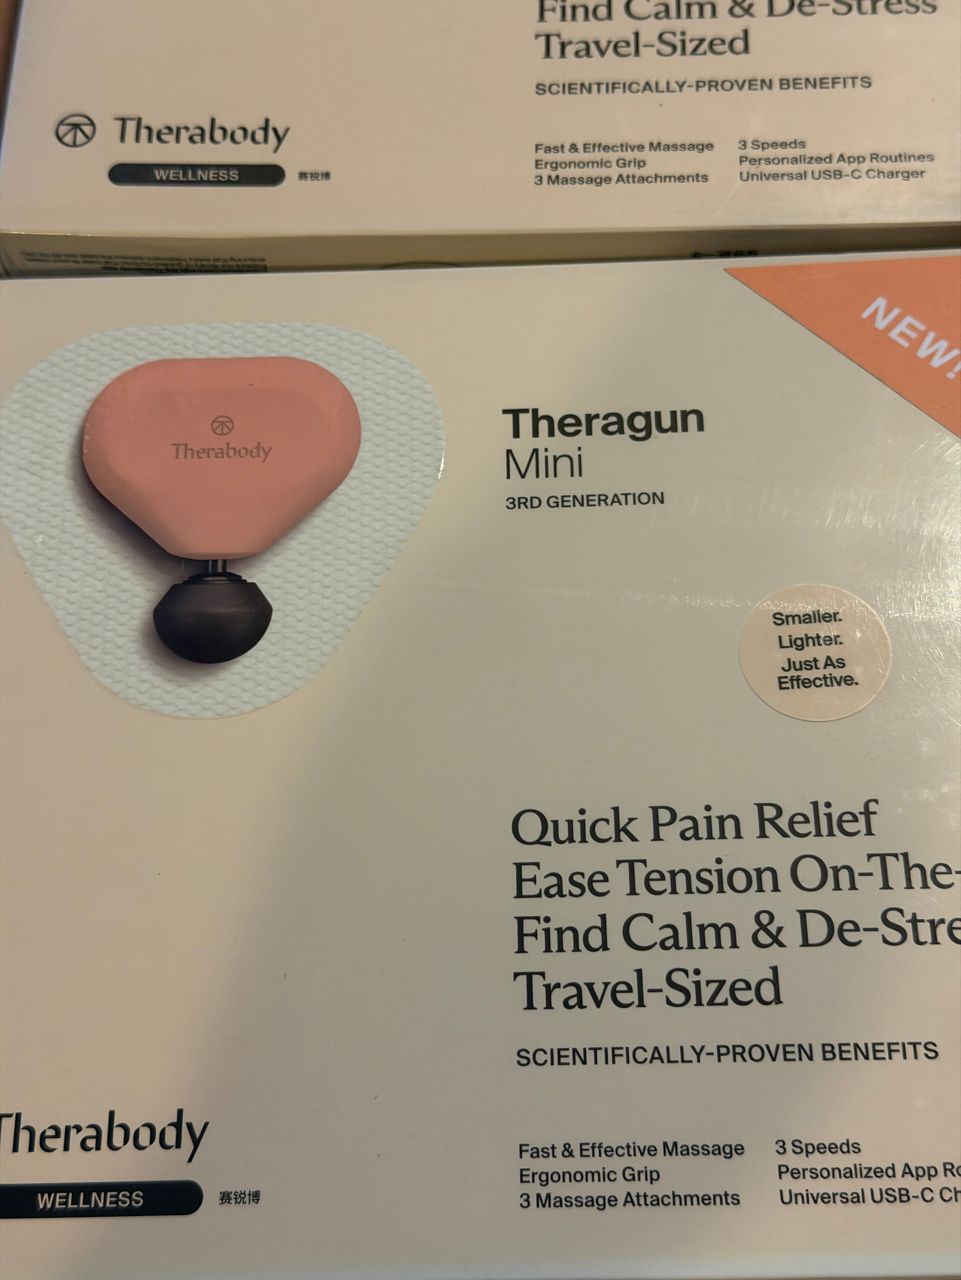 Find Calm & De-Stress
Travel-Sized
SCIENTIFICALLY-PROVEN BENEFITS
Therabody
WELLNESS 赛锐博
Fast & Effective Massage
Ergonomic Grip
3 Massage Attachments
3 Speeds
Personalized App Routines
Universal USB-C Charger
NEW!
Therabody
Theragun
Mini
3RD GENERATION
Smaller.
Lighter.
Just As
Effective.
Quick Pain Relief
Ease Tension On-The-
Find Calm & De-Stre
Travel-Sized
SCIENTIFICALLY-PROVEN BENEFITS
Therabody
WELLNESS 赛锐博
Fast & Effective Massage
Ergonomic Grip
3 Massage Attachments
3 Speeds
Personalized App Ro
Universal USB-C Ch